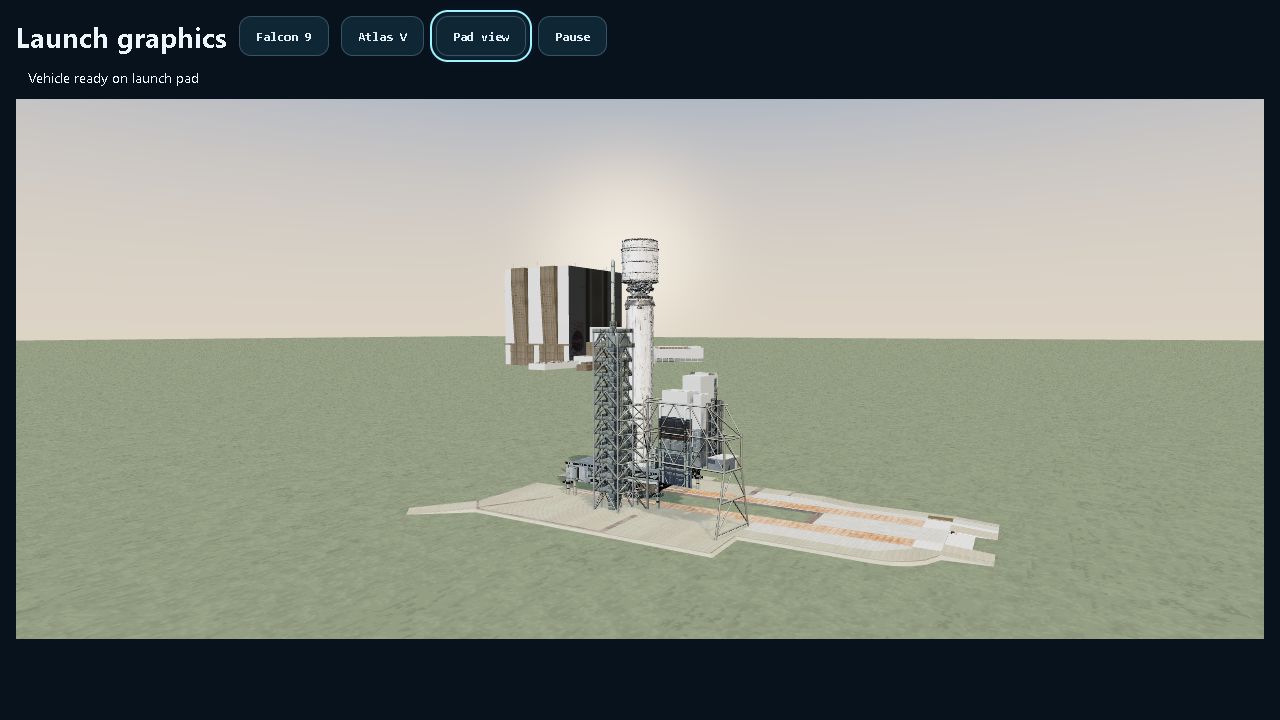 Launch graphics
Falcon 9
Atlas V
Pad view
Pause
Vehicle ready on launch pad